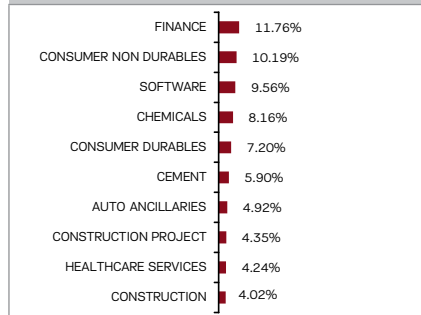 FINANCE 11.76%
CONSUMER NON DURABLES 10.19%
SOFTWARE 9.56%
CHEMICALS 8.16%
CONSUMER DURABLES 7.20%
CEMENT 5.90%
AUTO ANCILLARIES 4.92%
CONSTRUCTION PROJECT 4.35%
HEALTHCARE SERVICES 4.24%
CONSTRUCTION 4.02%